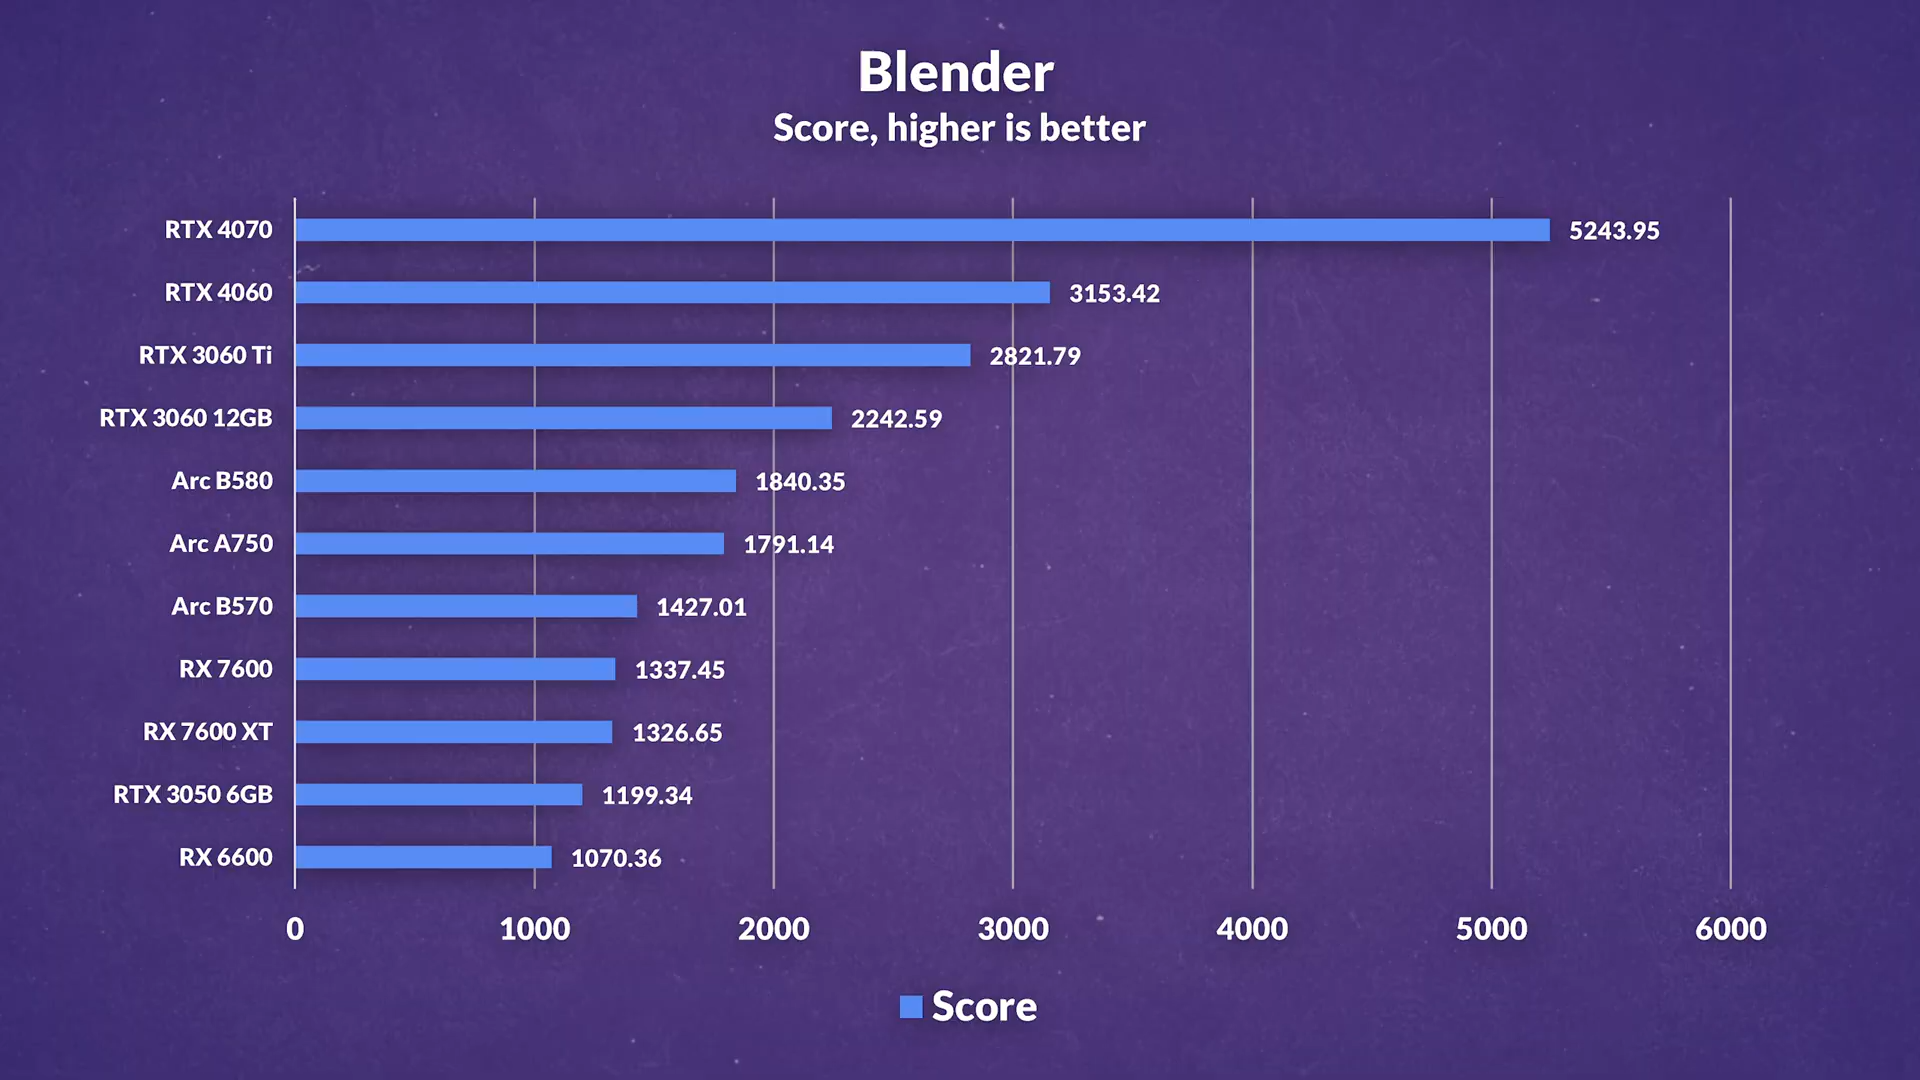 Blender
Score, higher is better
RTX 4070 5243.95
RTX 4060 3153.42
RTX 3060 Ti 2821.79
RTX 3060 12GB 2242.59
Arc B580 1840.35
Arc A750 1791.14
Arc B570 1427.01
RX 7600 1337.45
RX 7600 XT 1326.65
RTX 3050 6GB 1199.34
RX 6600 1070.36
0 1000 2000 3000 4000 5000 6000
Score